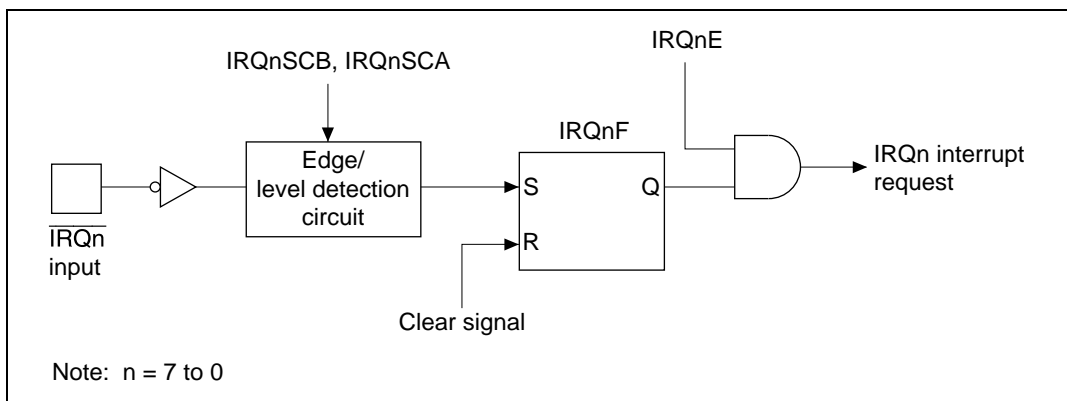 IRQnE
IRQnSCB, IRQnSCA
IRQnF
Edge/
level detection
circuit
S
Q
R
IRQn interrupt
request
IRQn
input
Clear signal
Note: n = 7 to 0